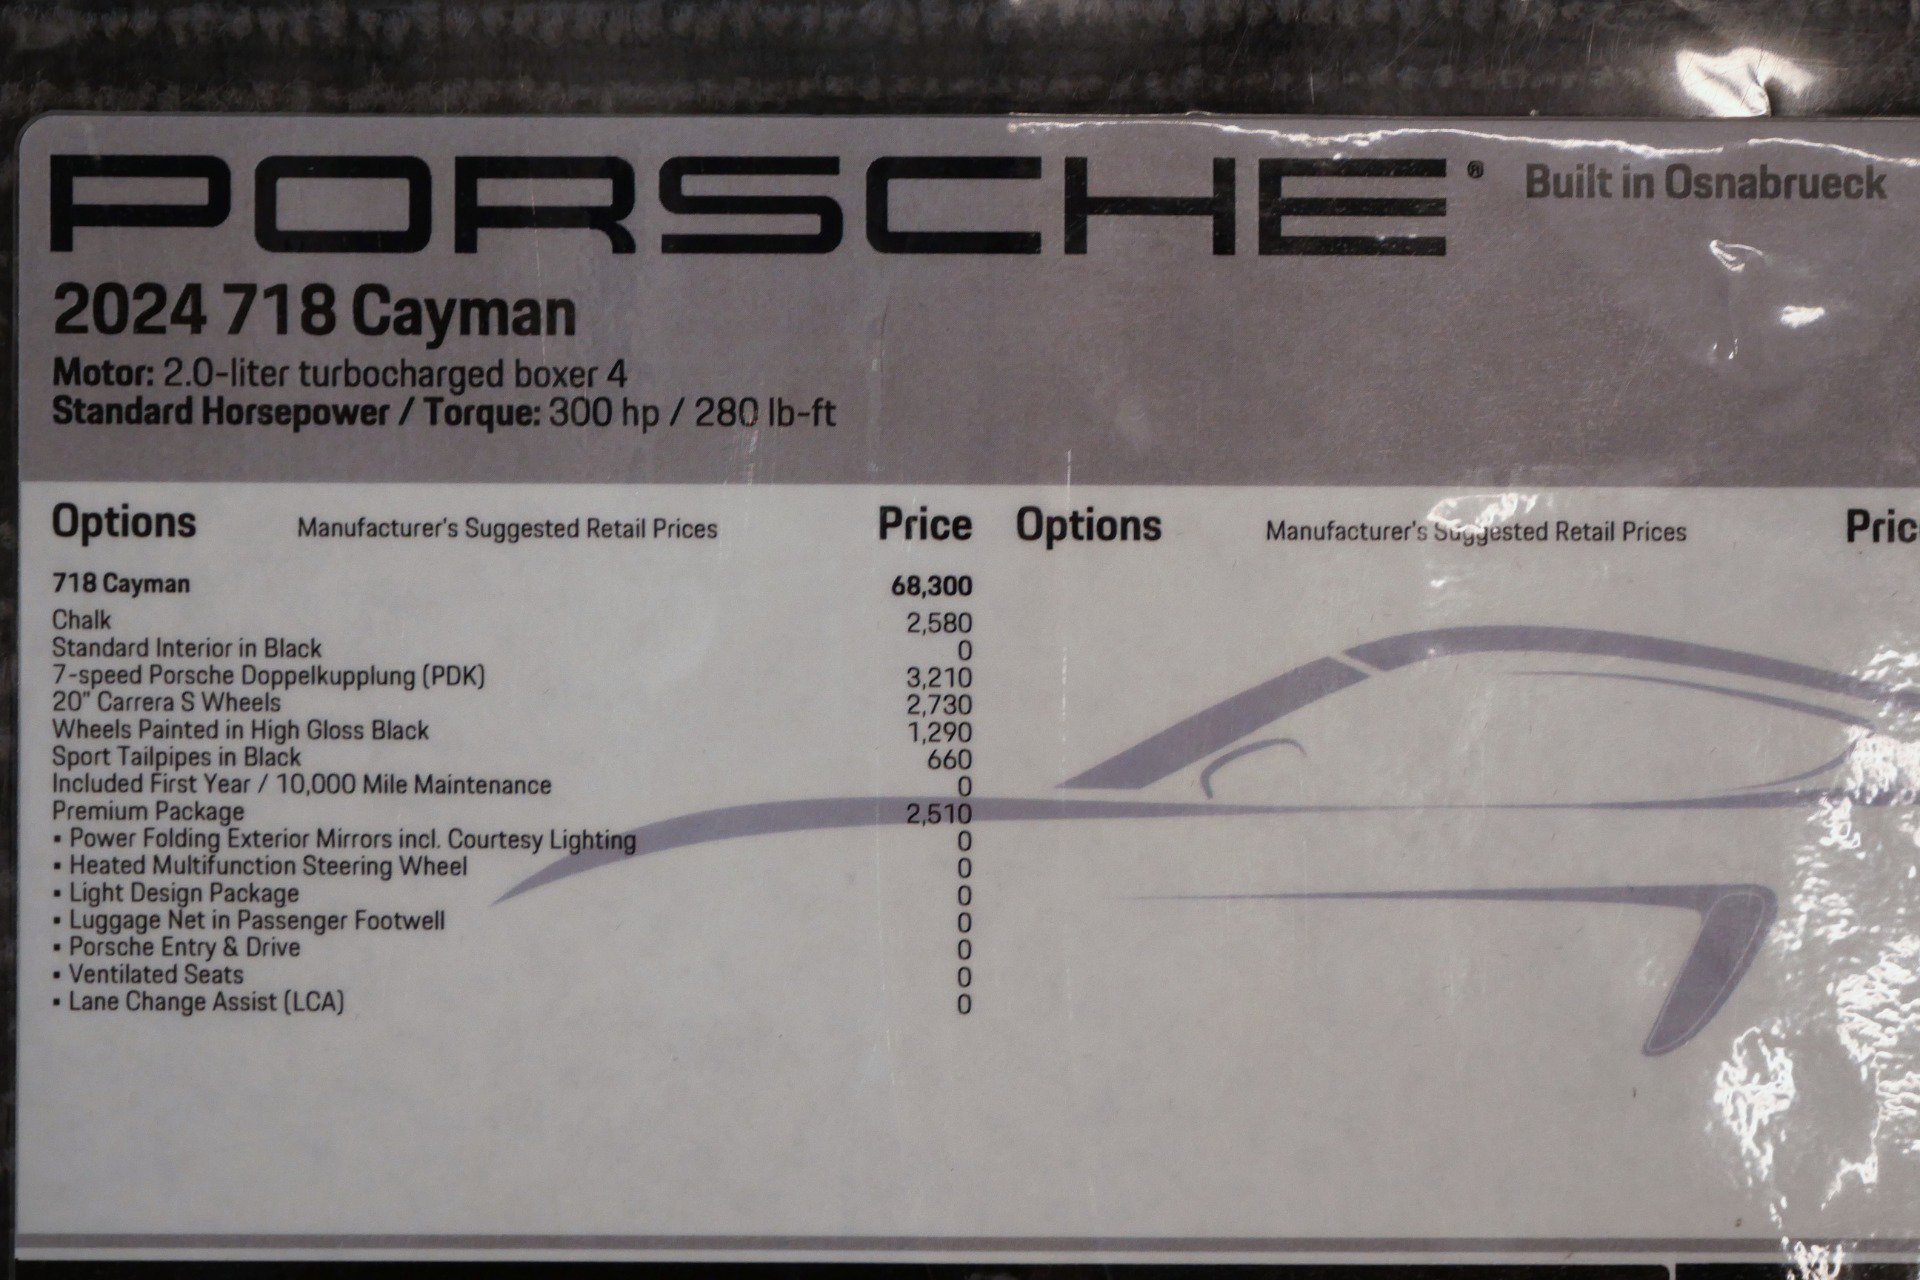 PORSCHE® Built in Osnabrueck
2024 718 Cayman
Motor: 2.0-liter turbocharged boxer 4
Standard Horsepower / Torque: 300 hp / 280 lb-ft
Options Manufacturer's Suggested Retail Prices Price Options Manufacturer's Suggested Retail Prices
718 Cayman 68,300
Chalk 2,580
Standard Interior in Black 0
7-speed Porsche Doppelkupplung (PDK) 3,210
20" Carrera S Wheels 2,730
Wheels Painted in High Gloss Black 1,290
Sport Tailpipes in Black 660
Included First Year / 10,000 Mile Maintenance 0
Premium Package 2,510
▪ Power Folding Exterior Mirrors incl. Courtesy Lighting 0
▪ Heated Multifunction Steering Wheel 0
▪ Light Design Package 0
▪ Luggage Net in Passenger Footwell 0
▪ Porsche Entry & Drive 0
▪ Ventilated Seats 0
▪ Lane Change Assist (LCA) 0